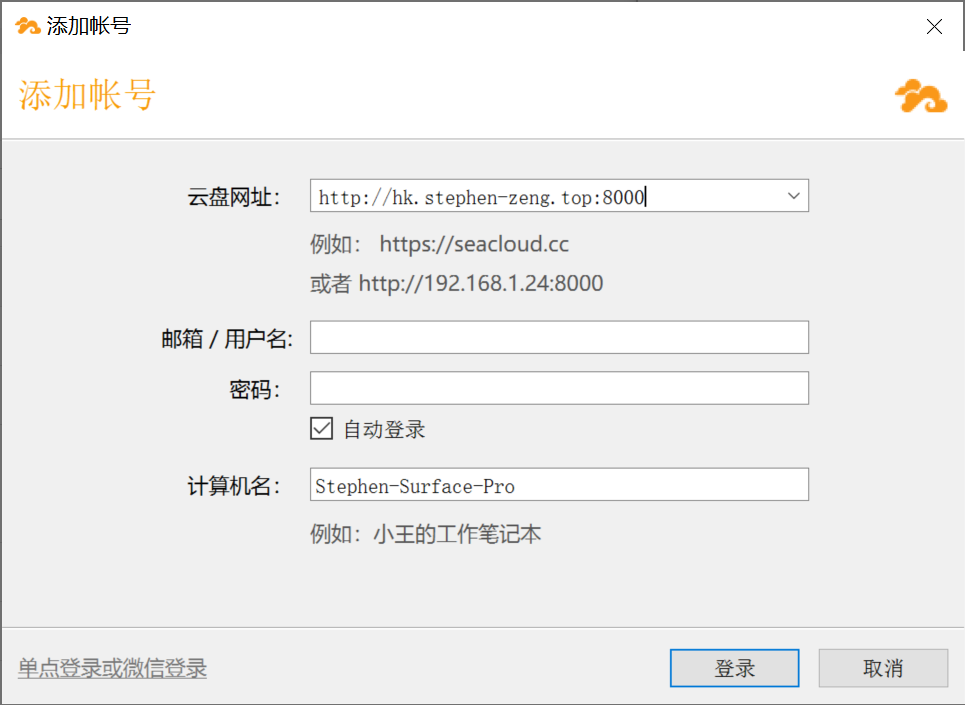 添加帐号
添加帐号
云盘网址： http://hk.stephen-zeng.top:8000
例如： https://seacloud.cc
或者 http://192.168.1.24:8000
邮箱 / 用户名:
密码：
自动登录
计算机名： Stephen-Surface-Pro
例如：小王的工作笔记本
单点登录或微信登录 登录 取消